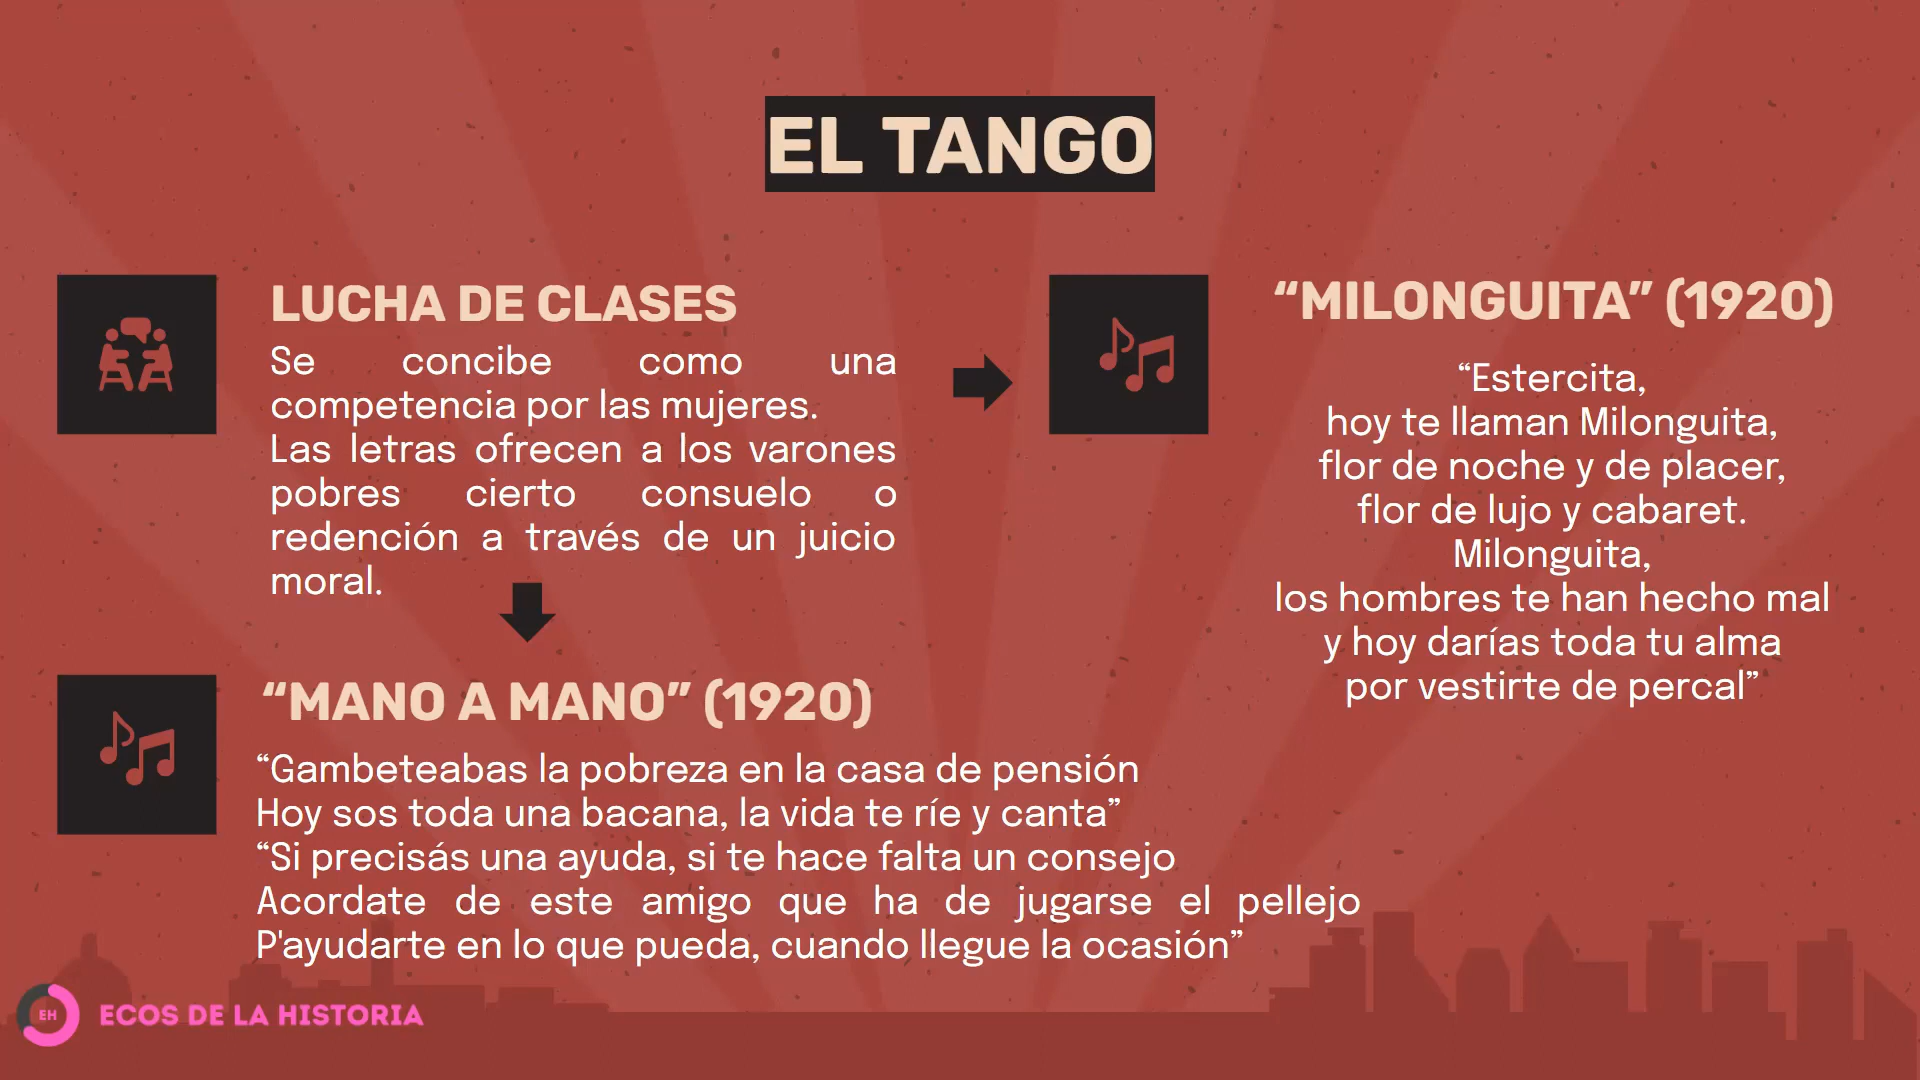 EL TANGO
LUCHA DE CLASES
Se concibe como una
competencia por las mujeres.
Las letras ofrecen a los varones
pobres cierto consuelo o
redención a través de un juicio
moral.
“MILONGUITA” (1920)
“Estercita,
hoy te llaman Milonguita,
flor de noche y de placer,
flor de lujo y cabaret.
Milonguita,
los hombres te han hecho mal
y hoy darías toda tu alma
por vestirte de percal”
“MANO A MANO” (1920)
“Gambeteabas la pobreza en la casa de pensión
Hoy sos toda una bacana, la vida te ríe y canta”
“Si precisás una ayuda, si te hace falta un consejo
Acordate de este amigo que ha de jugarse el pellejo
P'ayudarte en lo que pueda, cuando llegue la ocasión”
EH
ECOS DE LA HISTORIA